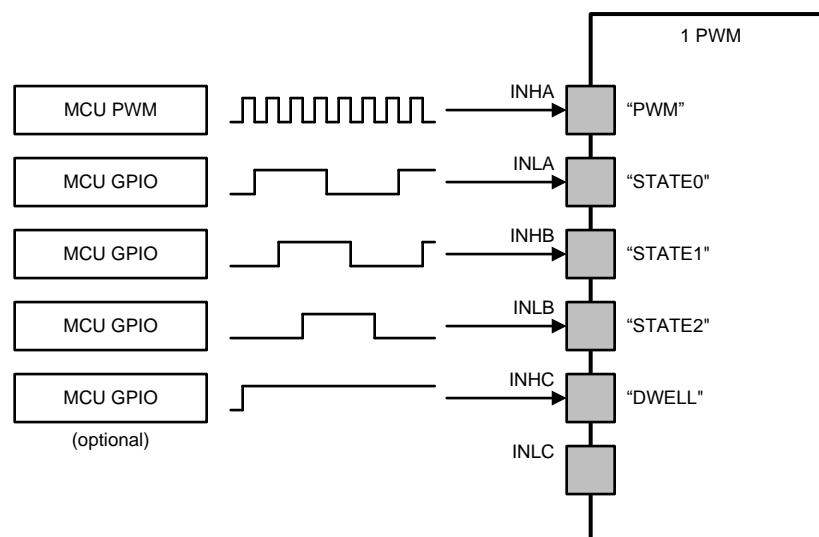 1 PWM
MCU PWM
INHA
“PWM”
MCU GPIO
INLA
“STATE0"
MCU GPIO
INHB
“STATE1"
MCU GPIO
INLB
“STATE2"
MCU GPIO
INHC
“DWELL"
(optional)
INLC